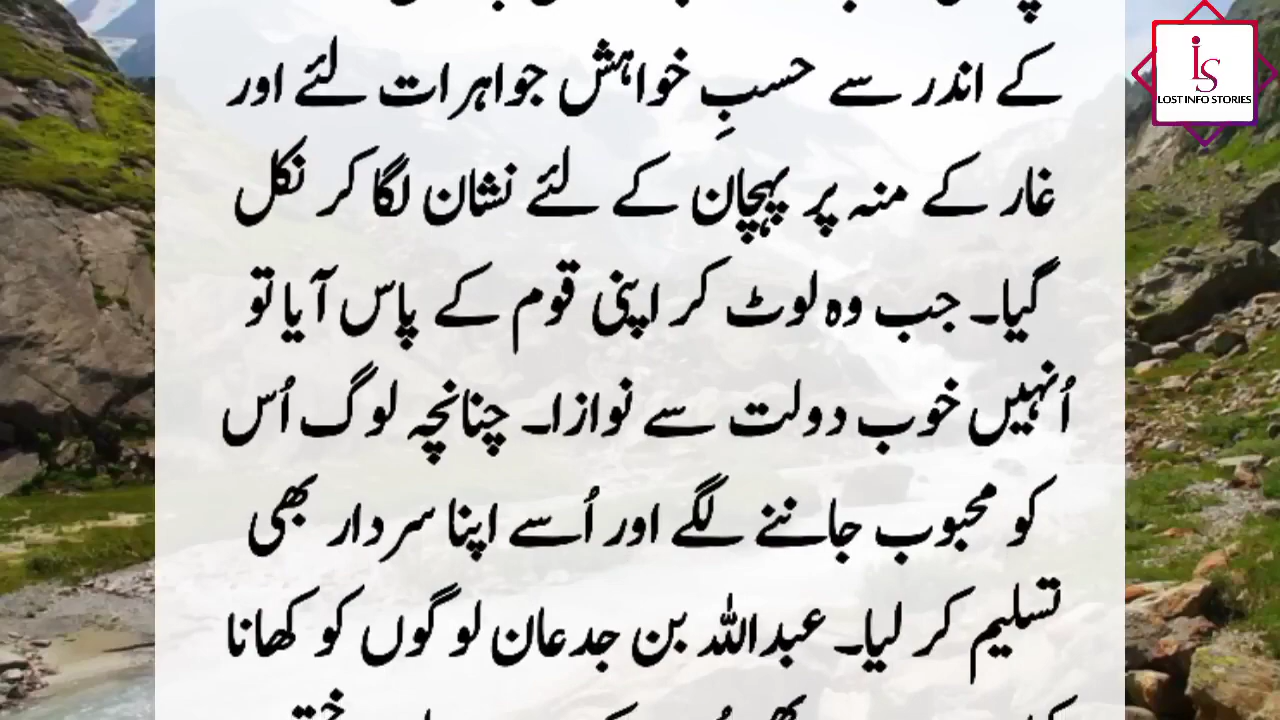 کے اندر سے حسبِ خواہش جواہرات لئے اور
غار کے منہ پر پہچان کے لئے نشان لگا کر نکل
گیا۔ جب وہ لوٹ کر اپنی قوم کے پاس آیا تو
اُنہیں خوب دولت سے نوازا۔ چنانچہ لوگ اُس
کو محبوب جاننے لگے اور اُسے اپنا سردار بھی
تسلیم کر لیا۔ عبداللہ بن جدعان لوگوں کو کھانا
LS
LOST INFO STORIES